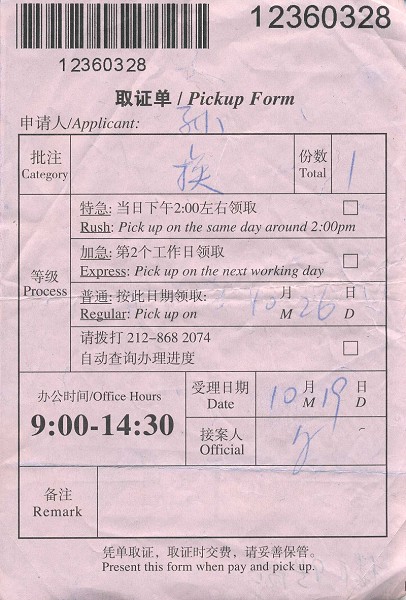 12360328
12360328
取证单 / Pickup Form
申请人/Applicant: 孙
批注
Category
换
份数
Total
1
特急: 当日下午2:00左右领取
Rush: Pick up on the same day around 2:00pm
等级
Process
加急: 第2个工作日领取
Express: Pick up on the next working day
普通: 按此日期领取: 月 日
Regular: Pick up on 10 M 26 D
请拨打 212-868 2074
自动查询办理进度
办公时间/Office Hours
9:00-14:30
受理日期
Date
10 月 19 日
M D
接案人
Official
备注
Remark
凭单取证，取证时交费，请妥善保管。
Present this form when pay and pick up.